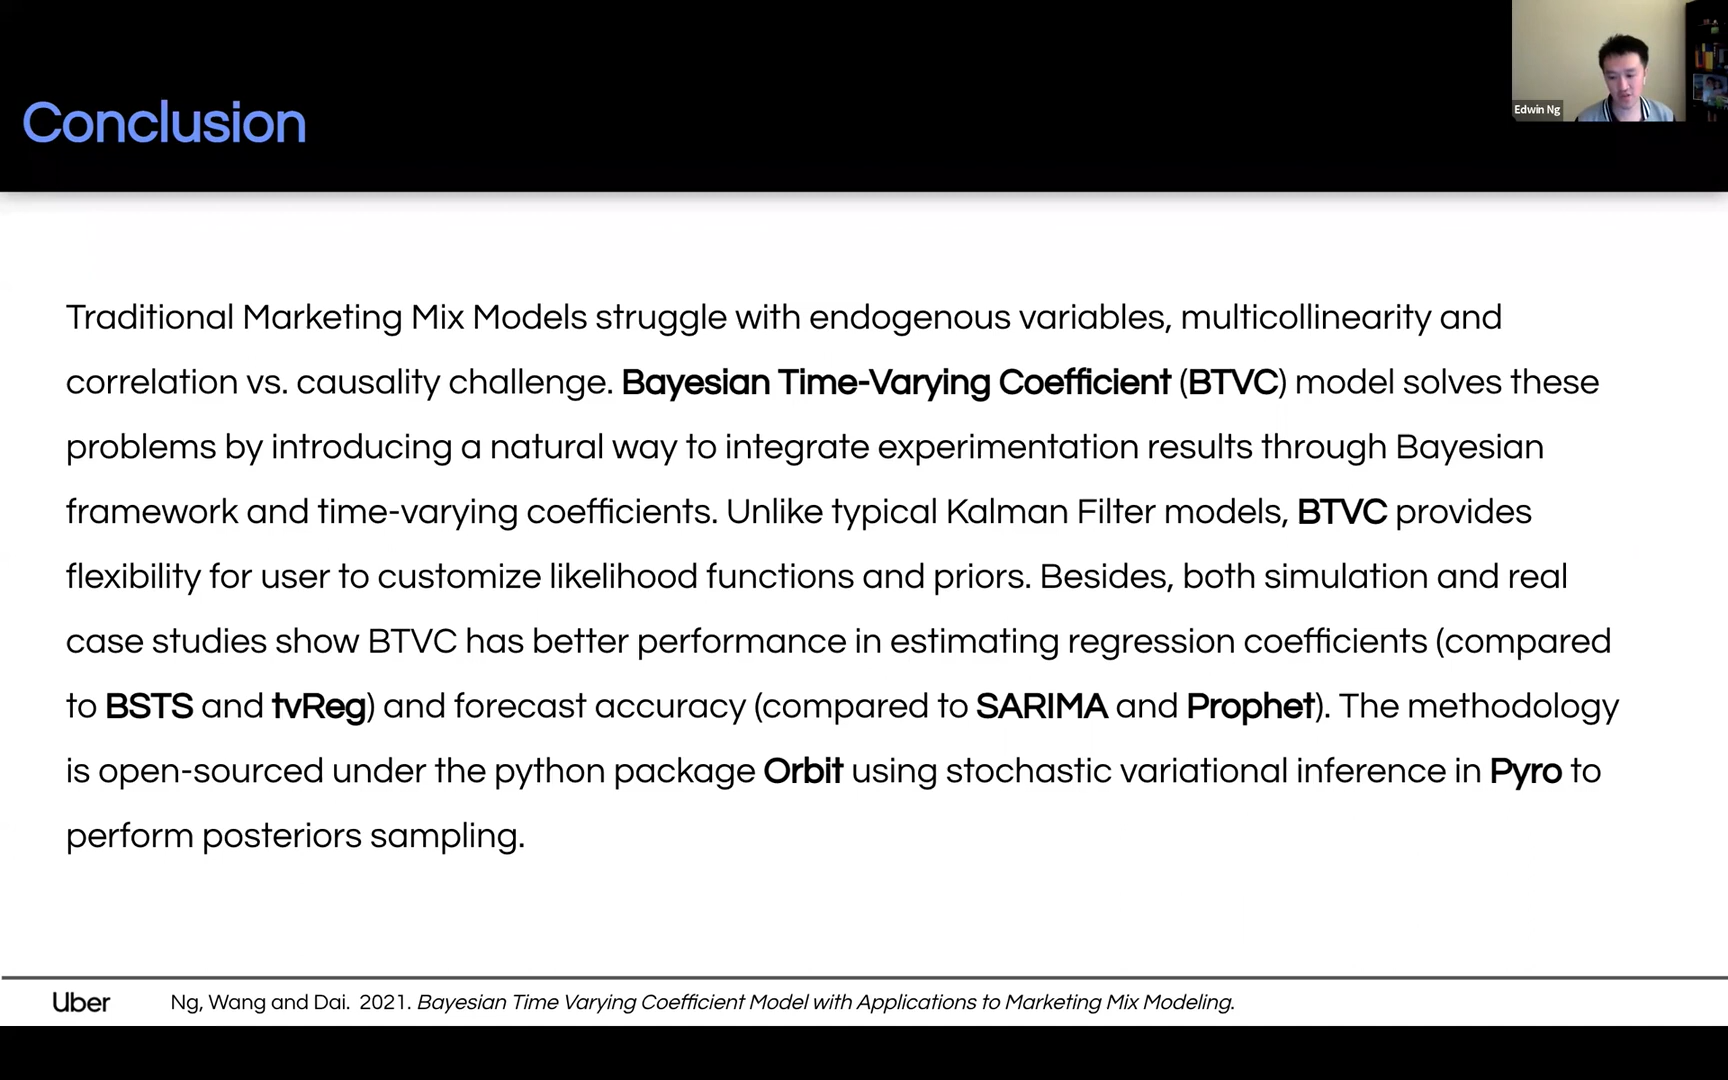 Conclusion
Edwin Ng
Traditional Marketing Mix Models struggle with endogenous variables, multicollinearity and
correlation vs. causality challenge. Bayesian Time-Varying Coefficient (BTVC) model solves these
problems by introducing a natural way to integrate experimentation results through Bayesian
framework and time-varying coefficients. Unlike typical Kalman Filter models, BTVC provides
flexibility for user to customize likelihood functions and priors. Besides, both simulation and real
case studies show BTVC has better performance in estimating regression coefficients (compared
to BSTS and tvReg) and forecast accuracy (compared to SARIMA and Prophet). The methodology
is open-sourced under the python package Orbit using stochastic variational inference in Pyro to
perform posteriors sampling.
Uber Ng, Wang and Dai. 2021. Bayesian Time Varying Coefficient Model with Applications to Marketing Mix Modeling.